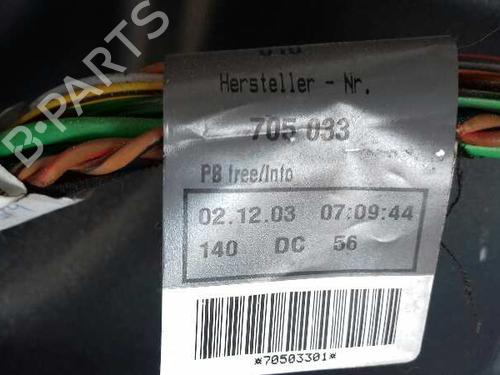 Hersteller - Nr.
705 033
PB free/Info
02.12.03 07:09:44
140 DC 56
*70503301*
B-PARTS